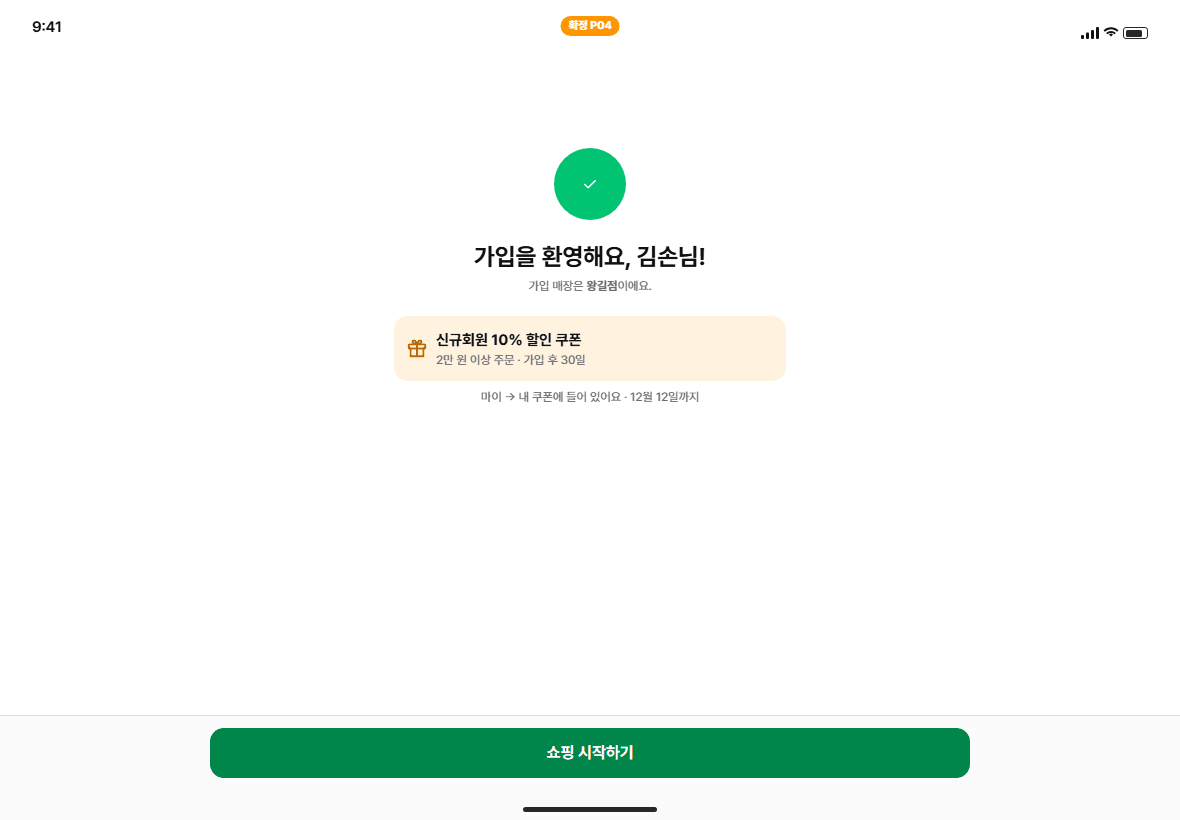 9:41
확정 P04
가입을 환영해요, 김손님!
가입 매장은 왕길점이에요.
신규회원 10% 할인 쿠폰
2만 원 이상 주문 · 가입 후 30일
마이 → 내 쿠폰에 들어 있어요 · 12월 12일까지
쇼핑 시작하기